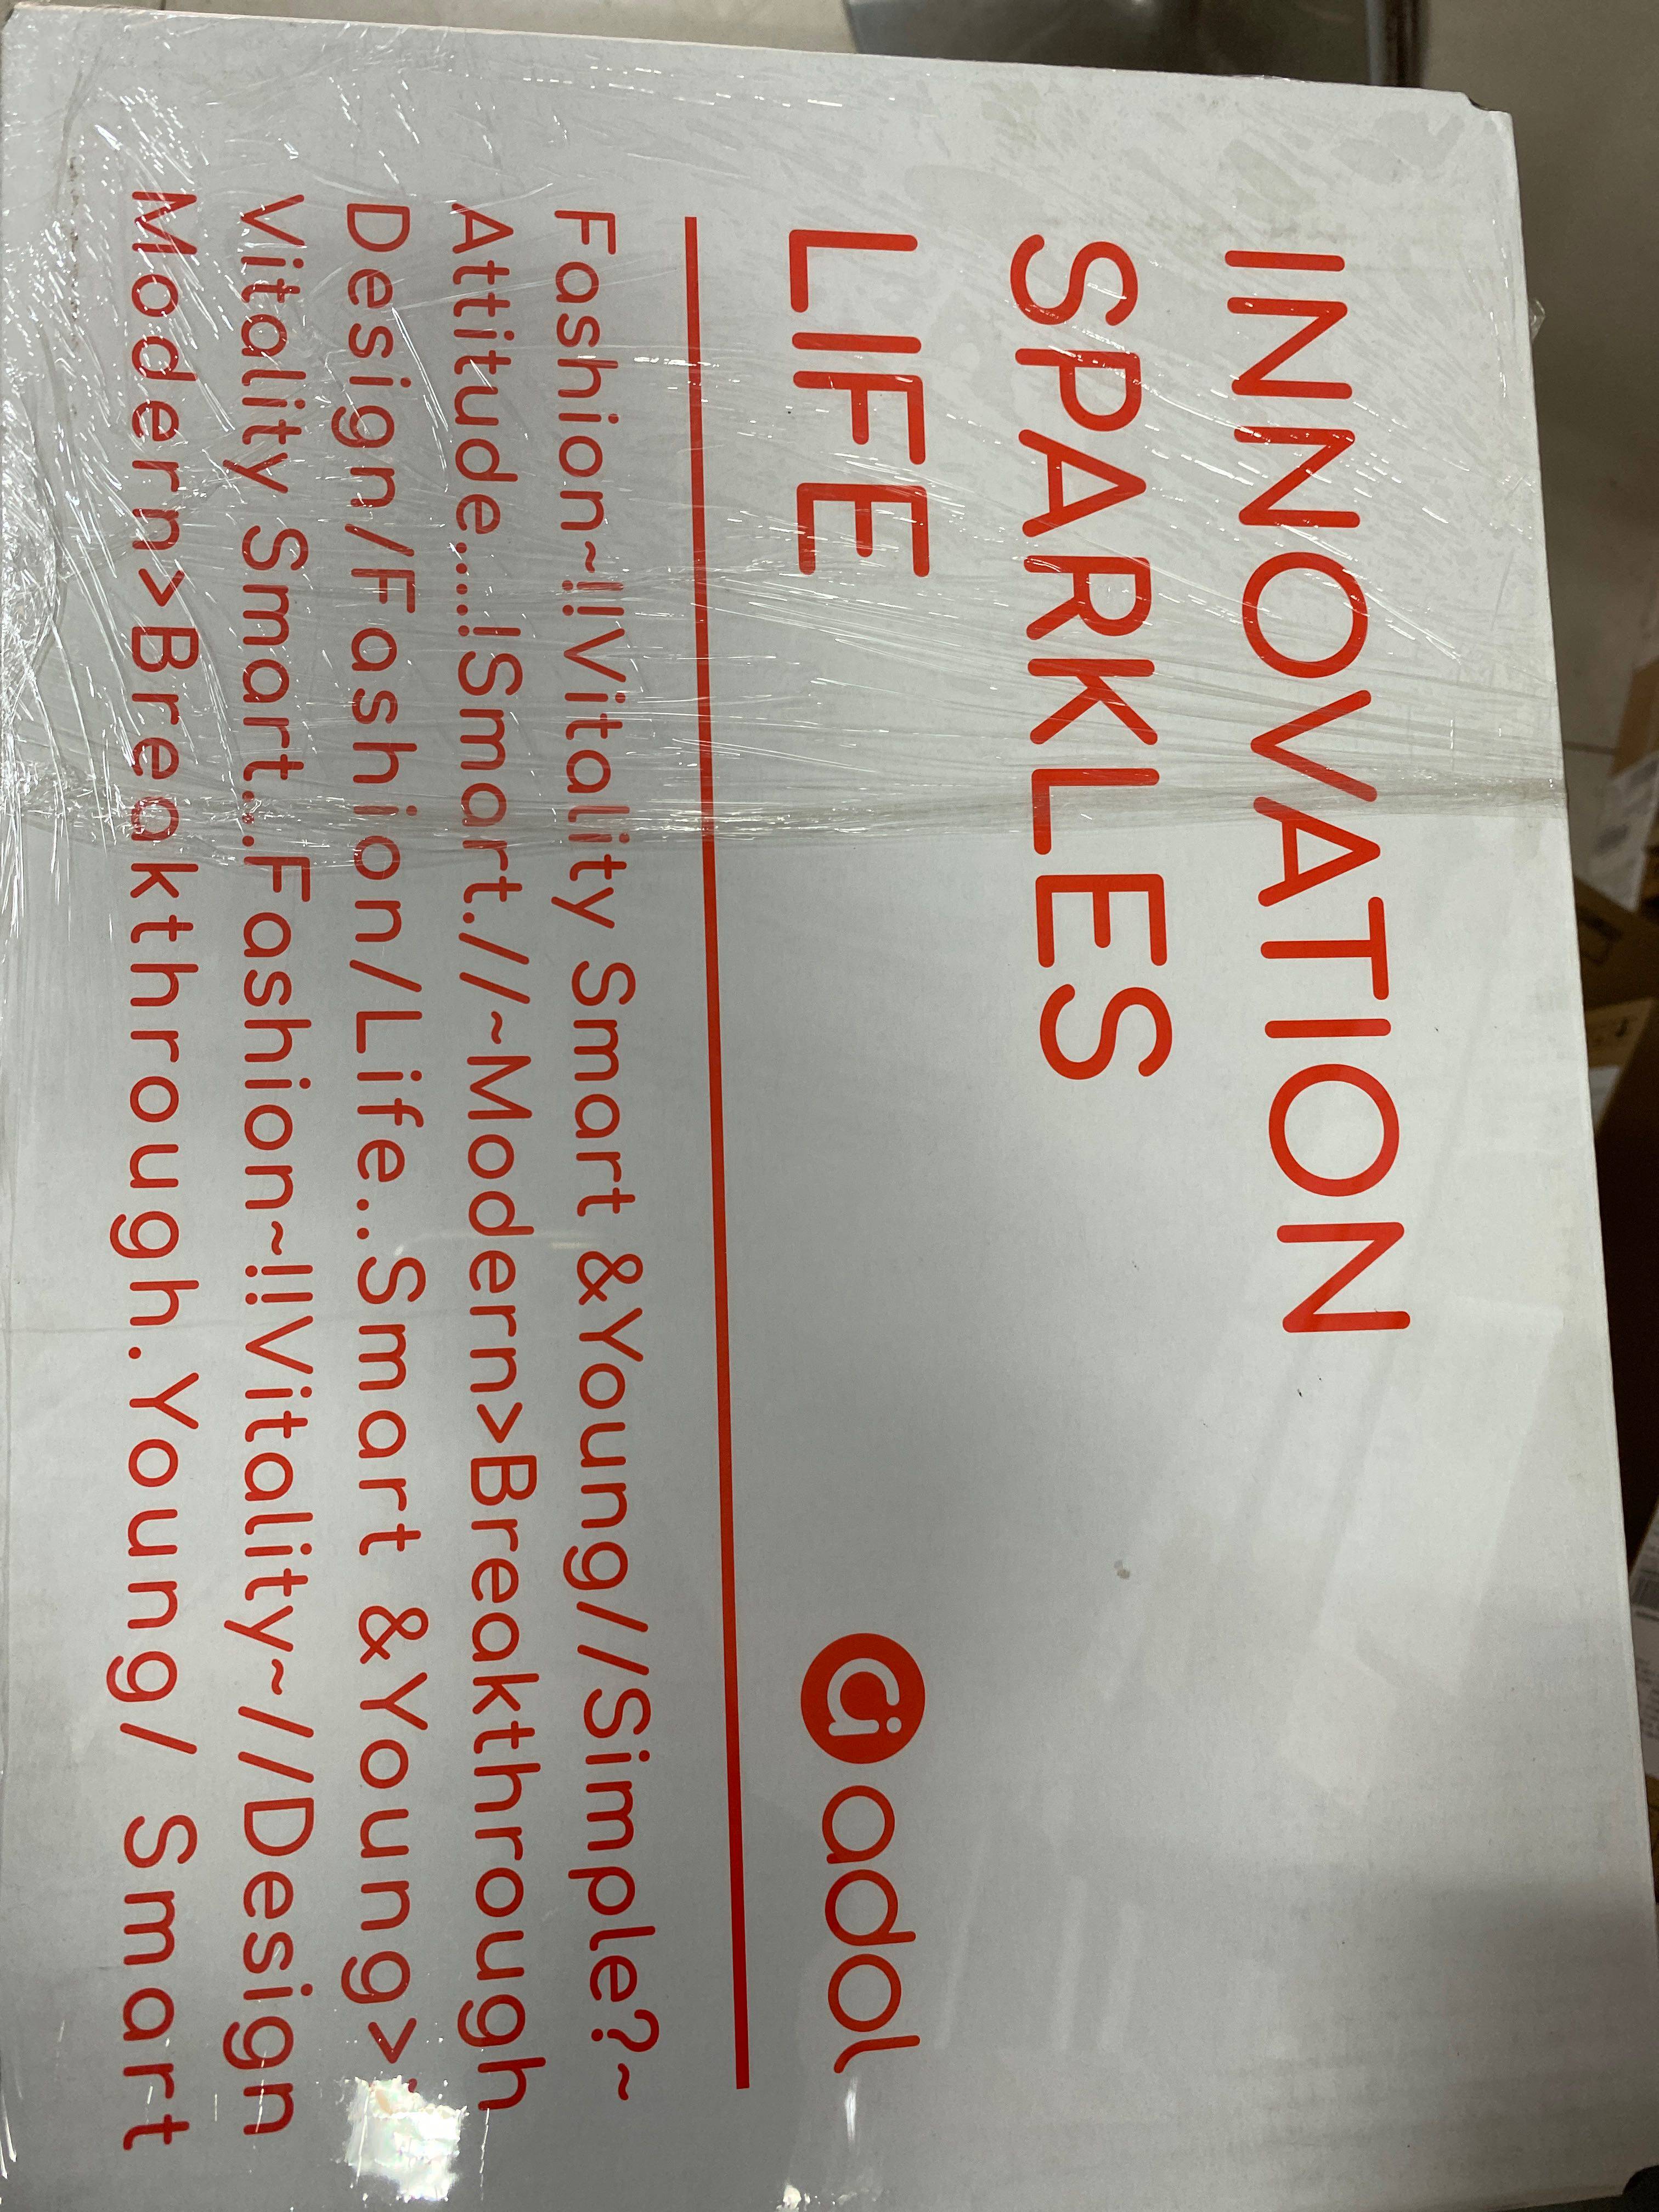 INNOVATION
SPARKLES
LIFE
adol
Fashion~!!Vitality Smart &Young//Simple?~
Attitude....!Smart.//~Modern>Breakthrough
Design/Fashion/Life..Smart &Young>.
Vitality Smart...Fashion~!!Vitality~//Design
Modern>Breakthrough.Young/ Smart